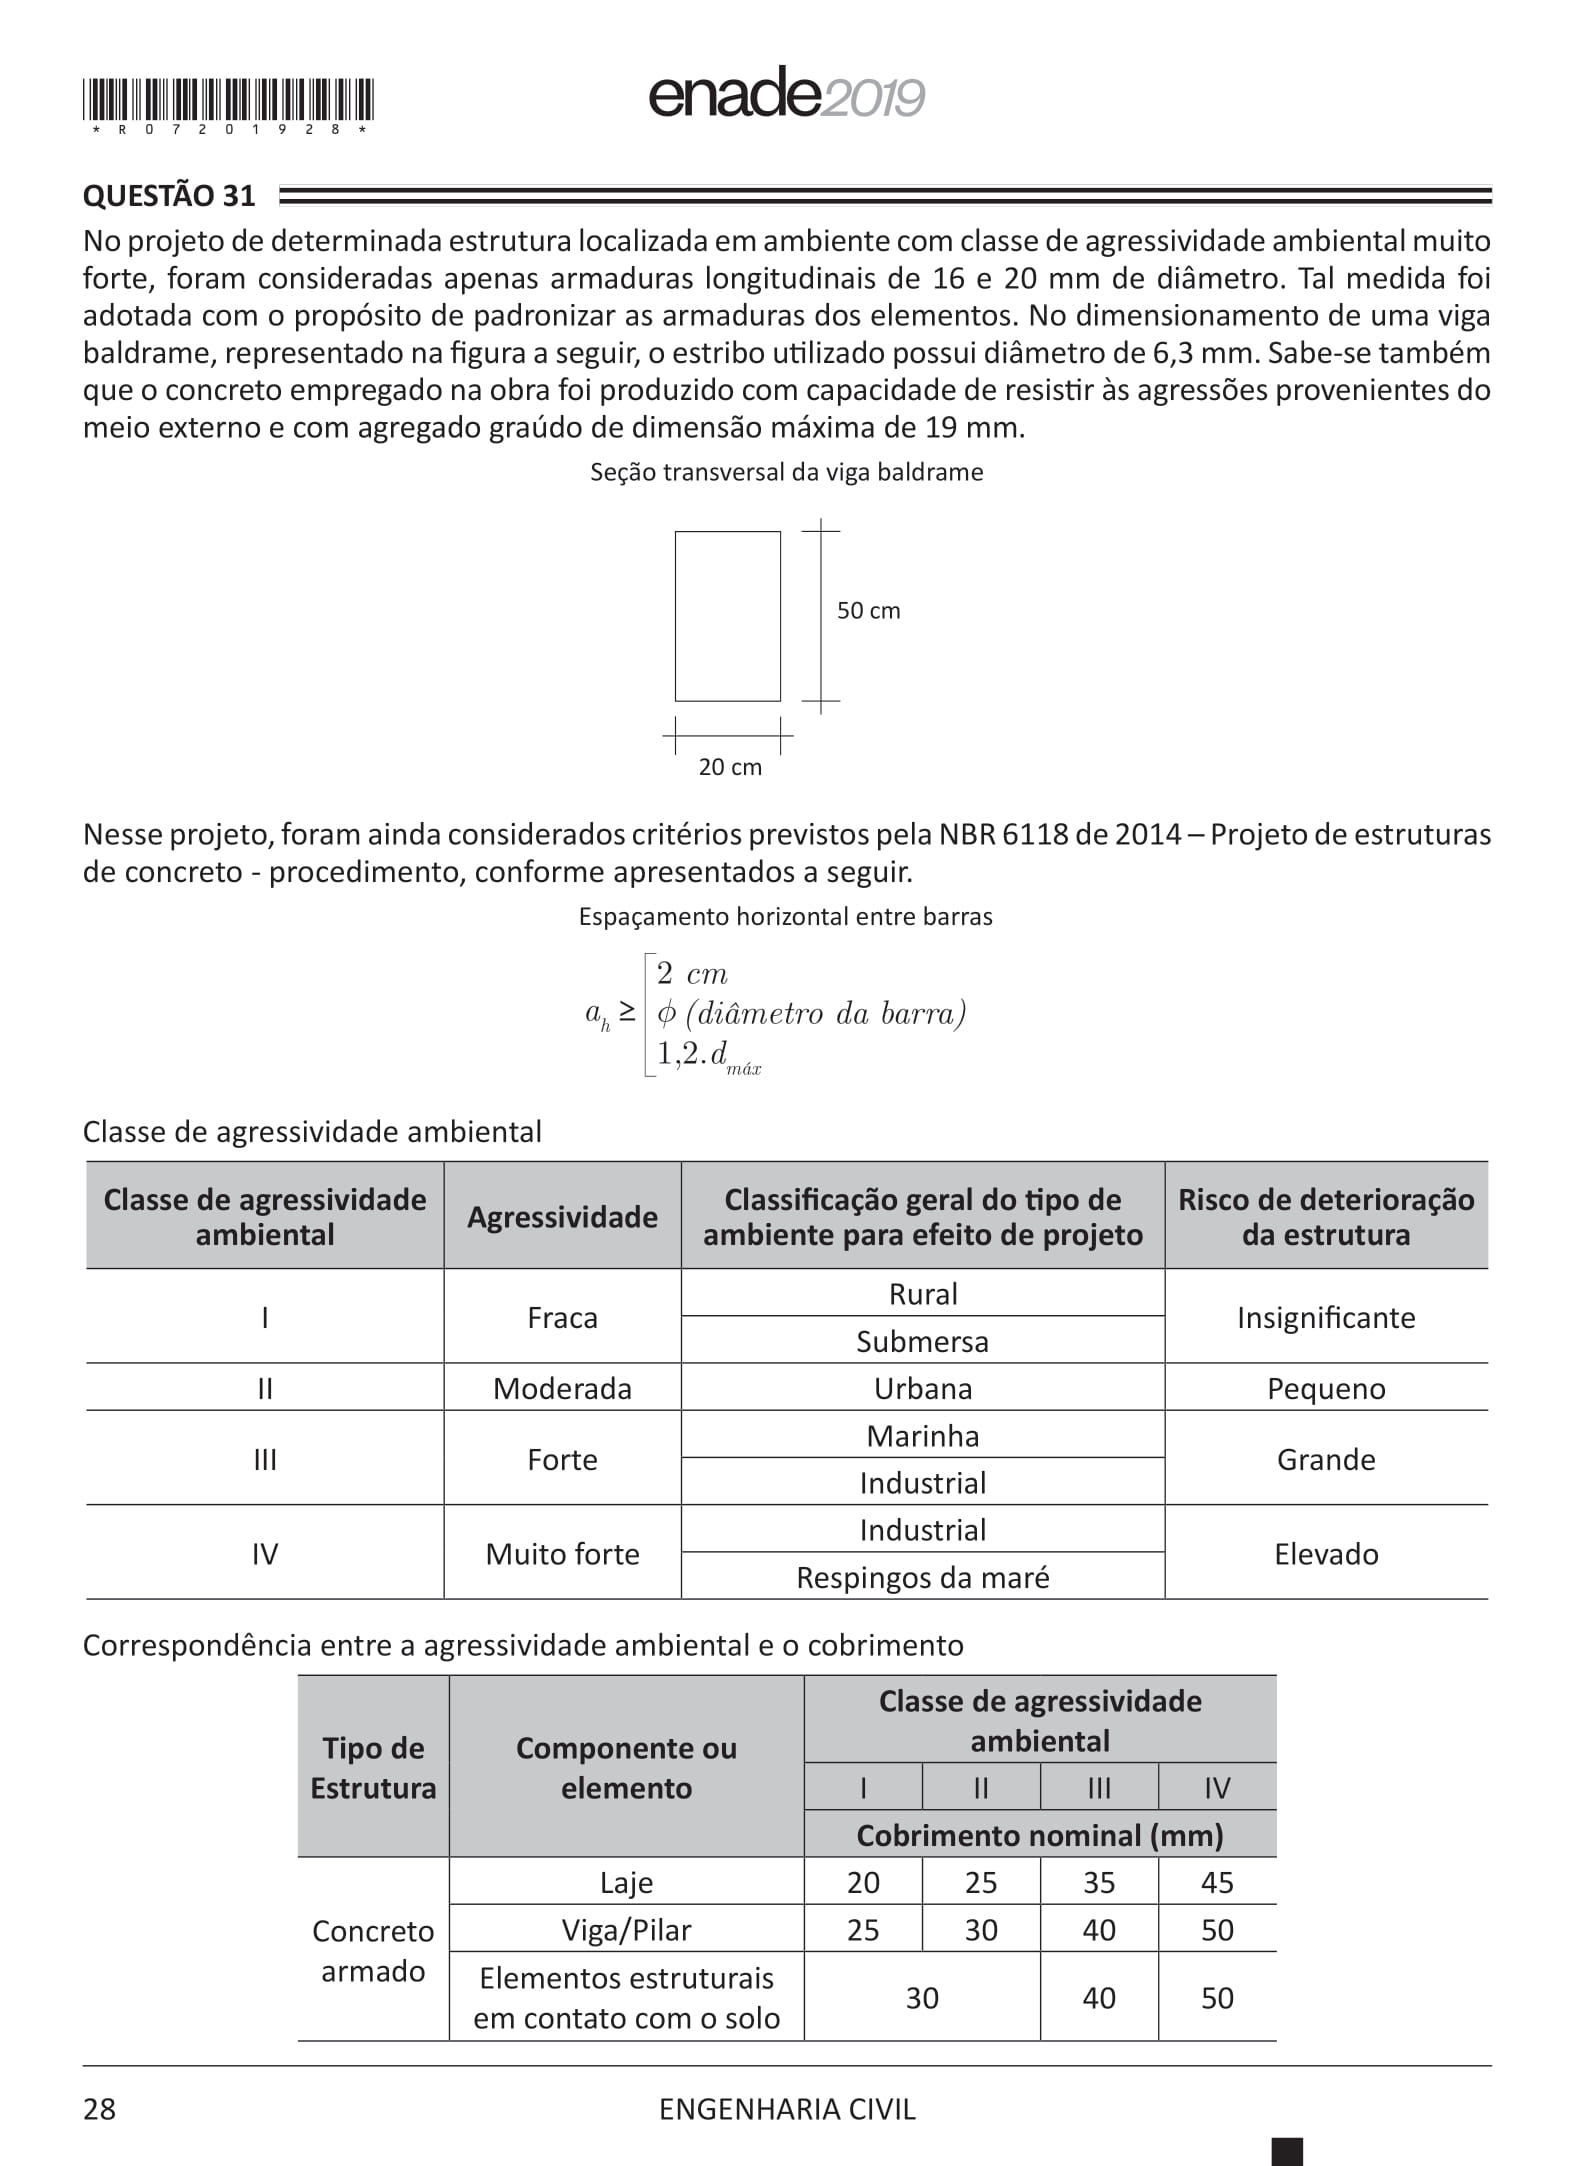 *R07201928*
enade2019
QUESTÃO 31
No projeto de determinada estrutura localizada em ambiente com classe de agressividade ambiental muito
forte, foram consideradas apenas armaduras longitudinais de 16 e 20 mm de diâmetro. Tal medida foi
adotada com o propósito de padronizar as armaduras dos elementos. No dimensionamento de uma viga
baldrame, representado na figura a seguir, o estribo utilizado possui diâmetro de 6,3 mm. Sabe-se também
que o concreto empregado na obra foi produzido com capacidade de resistir às agressões provenientes do
meio externo e com agregado graúdo de dimensão máxima de 19 mm.
Seção transversal da viga baldrame
50 cm
20 cm
Nesse projeto, foram ainda considerados critérios previstos pela NBR 6118 de 2014 – Projeto de estruturas
de concreto - procedimento, conforme apresentados a seguir.
Espaçamento horizontal entre barras
2 cm
a_h ≥ ϕ (diâmetro da barra)
1,2.d_máx
Classe de agressividade ambiental
Classe de agressividade ambiental | Agressividade | Classificação geral do tipo de ambiente para efeito de projeto | Risco de deterioração da estrutura
I | Fraca | Rural | Insignificante
Submersa
II | Moderada | Urbana | Pequeno
III | Forte | Marinha | Grande
Industrial
IV | Muito forte | Industrial | Elevado
Respingos da maré
Correspondência entre a agressividade ambiental e o cobrimento
Tipo de Estrutura | Componente ou elemento | Classe de agressividade ambiental
I | II | III | IV
Cobrimento nominal (mm)
Concreto armado | Laje | 20 | 25 | 35 | 45
Viga/Pilar | 25 | 30 | 40 | 50
Elementos estruturais em contato com o solo | 30 | 40 | 50
28
ENGENHARIA CIVIL